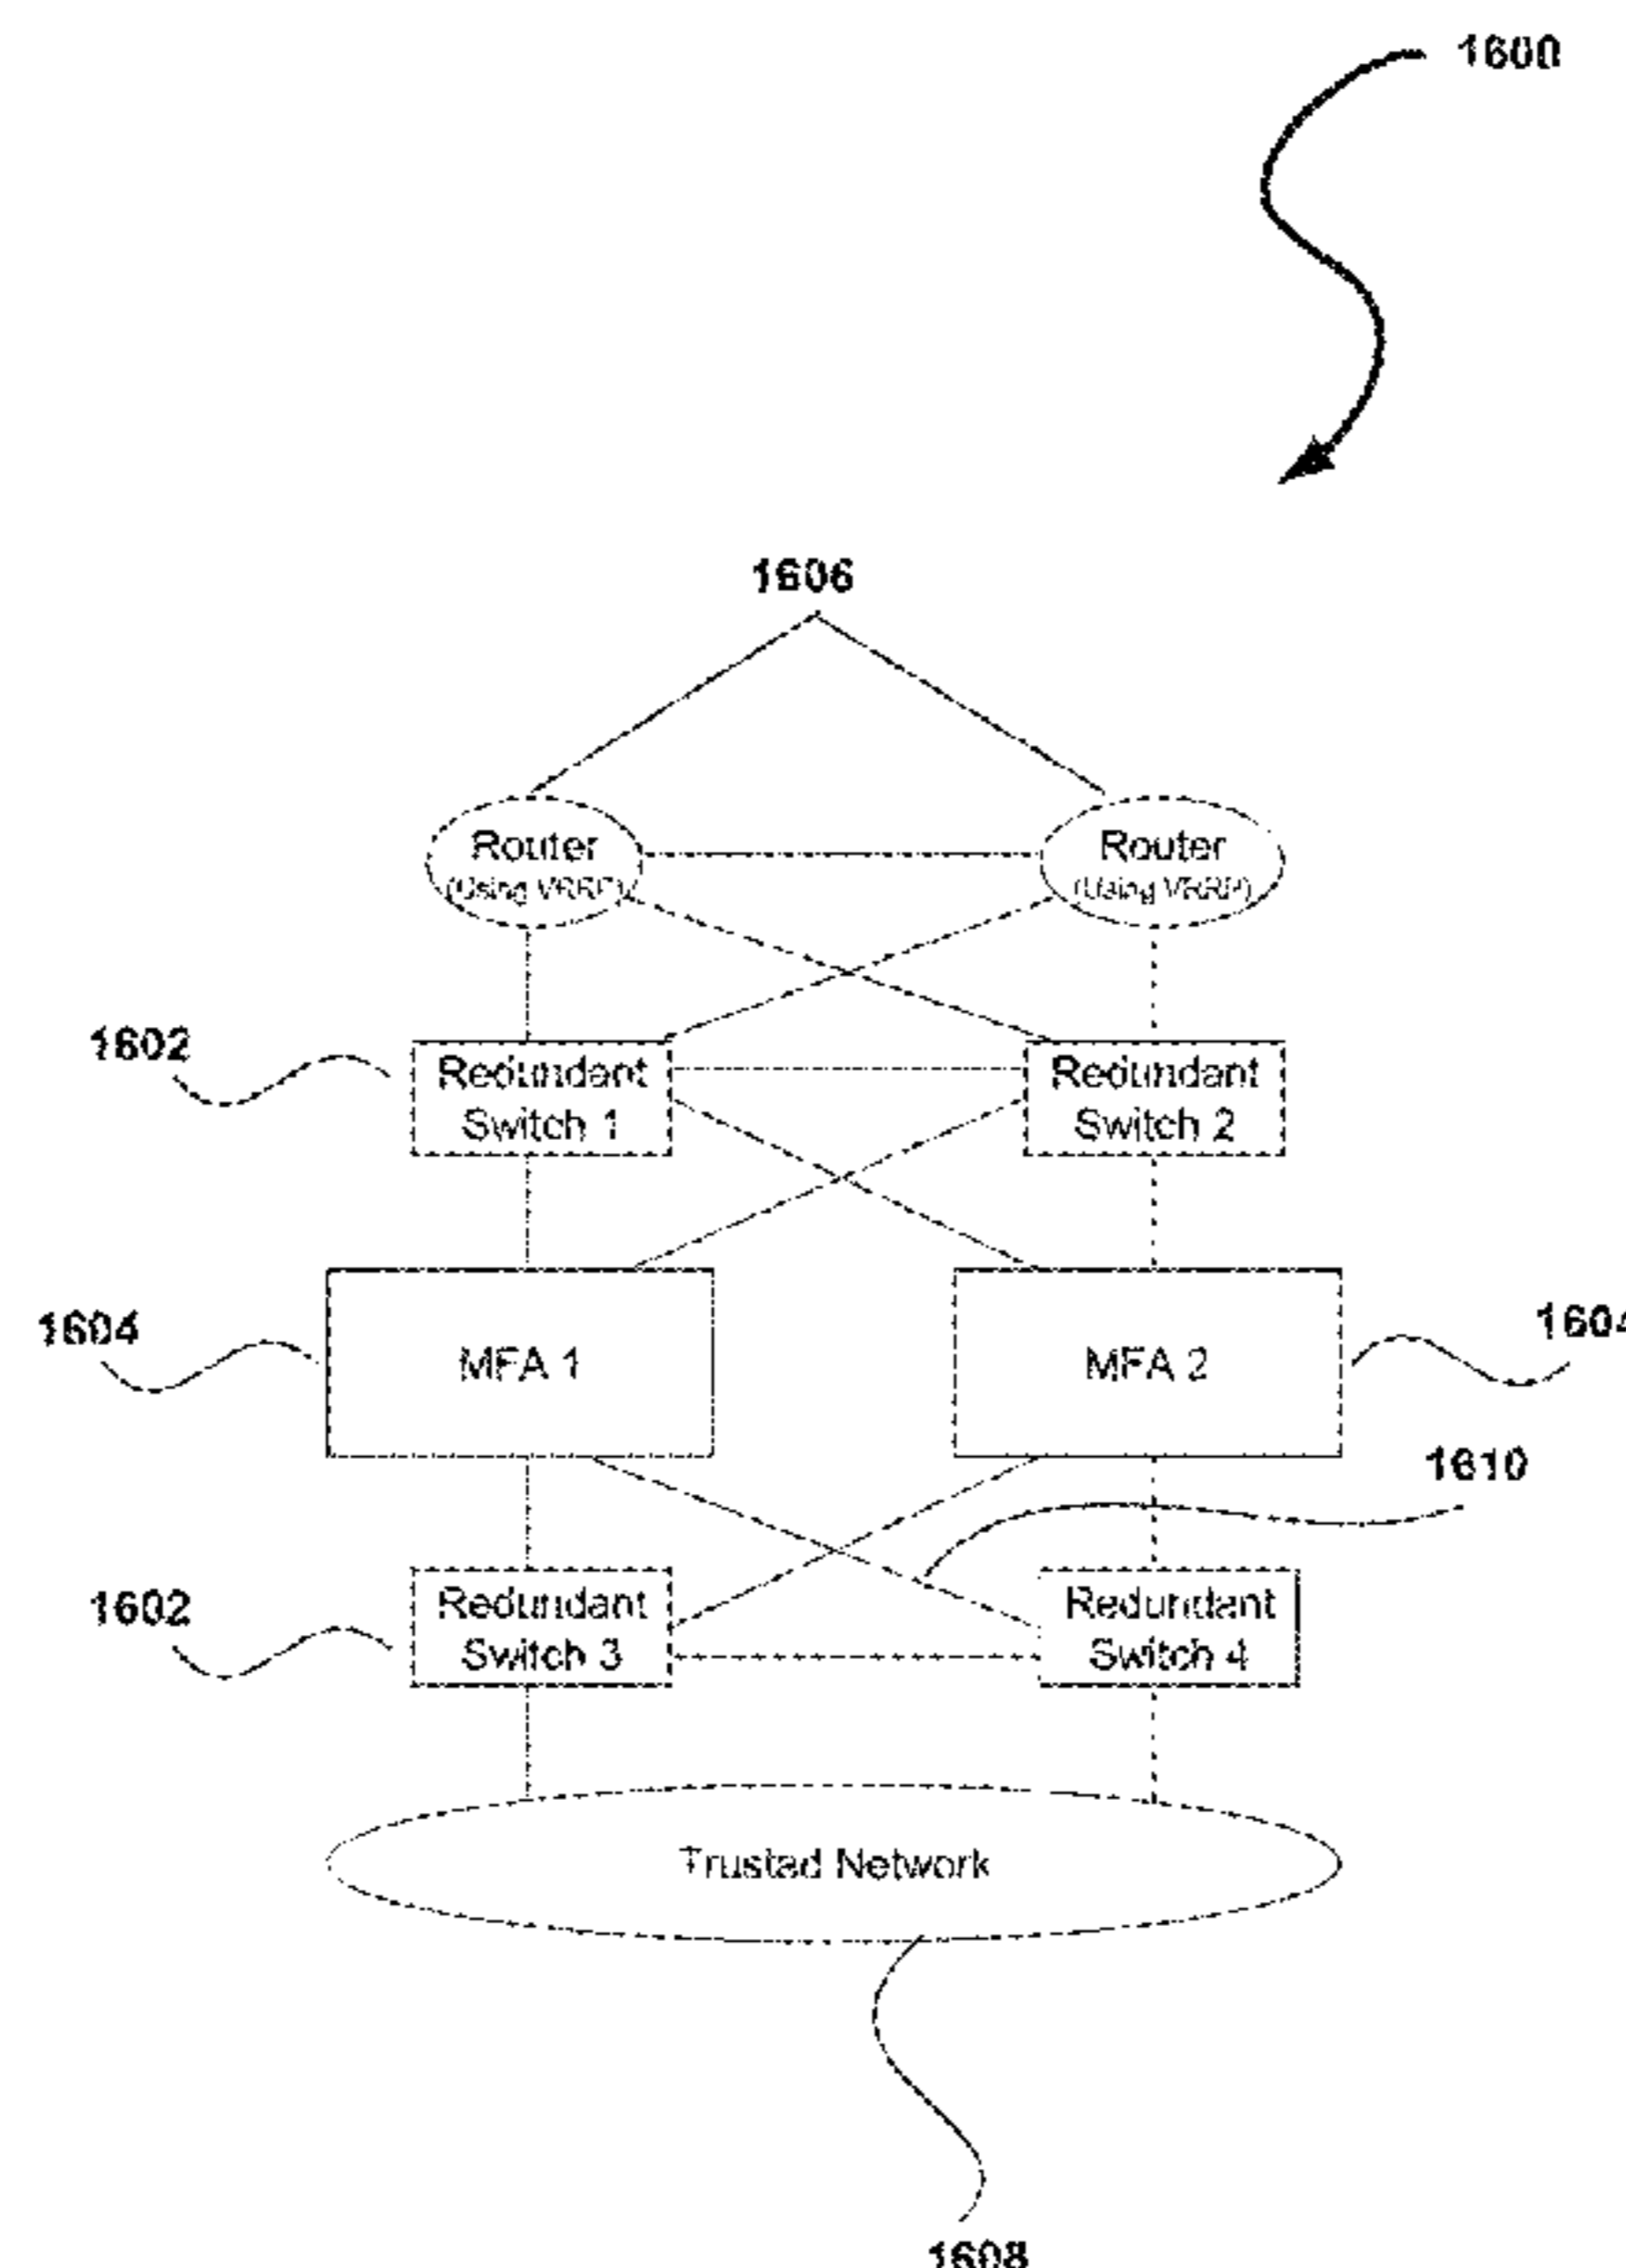 1600
1606
Router
(Using VRRP)
Router
(Using VRRP)
1602
Redundant
Switch 1
Redundant
Switch 2
1604
MFA 1
MFA 2
1604
1610
1602
Redundant
Switch 3
Redundant
Switch 4
Trusted Network
1608